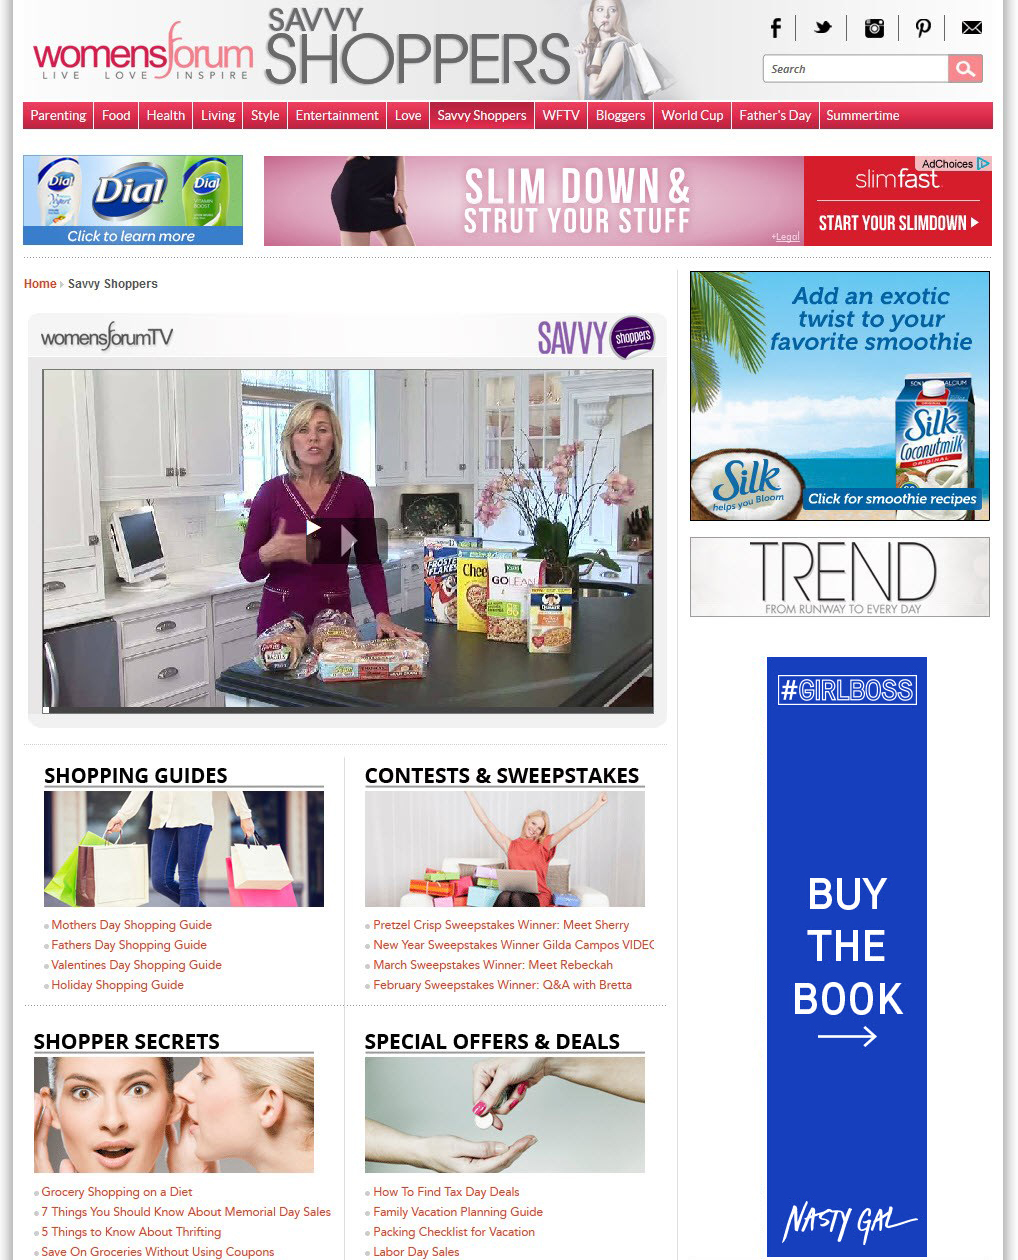 womensforum
LIVE LOVE INSPIRE
SAVVY
SHOPPERS
Search
Parenting Food Health Living Style Entertainment Love Savvy Shoppers WFTV Bloggers World Cup Father's Day Summertime
Dial
Dial
Dial
Click to learn more
SLIM DOWN &
STRUT YOUR STUFF
+Legal
AdChoices
slimfast
START YOUR SLIMDOWN
Home Savvy Shoppers
womensforumTV
SAVVY shoppers
Add an exotic
twist to your
favorite smoothie
Silk
Coconutmilk
ORIGINAL
Silk
helps you Bloom
Click for smoothie recipes
GOLEAN
TREND
FROM RUNWAY TO EVERY DAY
#GIRLBOSS
BUY
THE
BOOK
NASTY GAL
SHOPPING GUIDES
Mothers Day Shopping Guide
Fathers Day Shopping Guide
Valentines Day Shopping Guide
Holiday Shopping Guide
CONTESTS & SWEEPSTAKES
Pretzel Crisp Sweepstakes Winner: Meet Sherry
New Year Sweepstakes Winner Gilda Campos VIDEO
March Sweepstakes Winner: Meet Rebeckah
February Sweepstakes Winner: Q&A with Bretta
SHOPPER SECRETS
Grocery Shopping on a Diet
7 Things You Should Know About Memorial Day Sales
5 Things to Know About Thrifting
Save On Groceries Without Using Coupons
SPECIAL OFFERS & DEALS
How To Find Tax Day Deals
Family Vacation Planning Guide
Packing Checklist for Vacation
Labor Day Sales